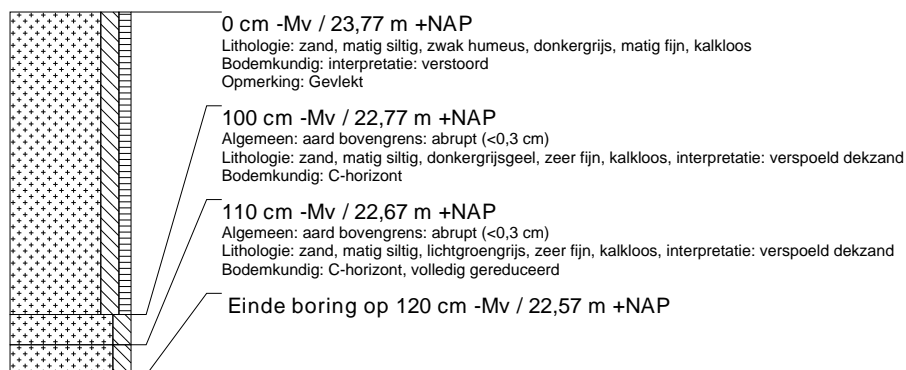 0 cm -Mv / 23,77 m +NAP
Lithologie: zand, matig siltig, zwak humeus, donkergrijs, matig fijn, kalkloos
Bodemkundig: interpretatie: verstoord
Opmerking: Gevlekt
100 cm -Mv / 22,77 m +NAP
Algemeen: aard bovengrens: abrupt (<0,3 cm)
Lithologie: zand, matig siltig, donkergrijsgeel, zeer fijn, kalkloos, interpretatie: verspoeld dekzand
Bodemkundig: C-horizont
110 cm -Mv / 22,67 m +NAP
Algemeen: aard bovengrens: abrupt (<0,3 cm)
Lithologie: zand, matig siltig, lichtgroengrijs, zeer fijn, kalkloos, interpretatie: verspoeld dekzand
Bodemkundig: C-horizont, volledig gereduceerd
Einde boring op 120 cm -Mv / 22,57 m +NAP